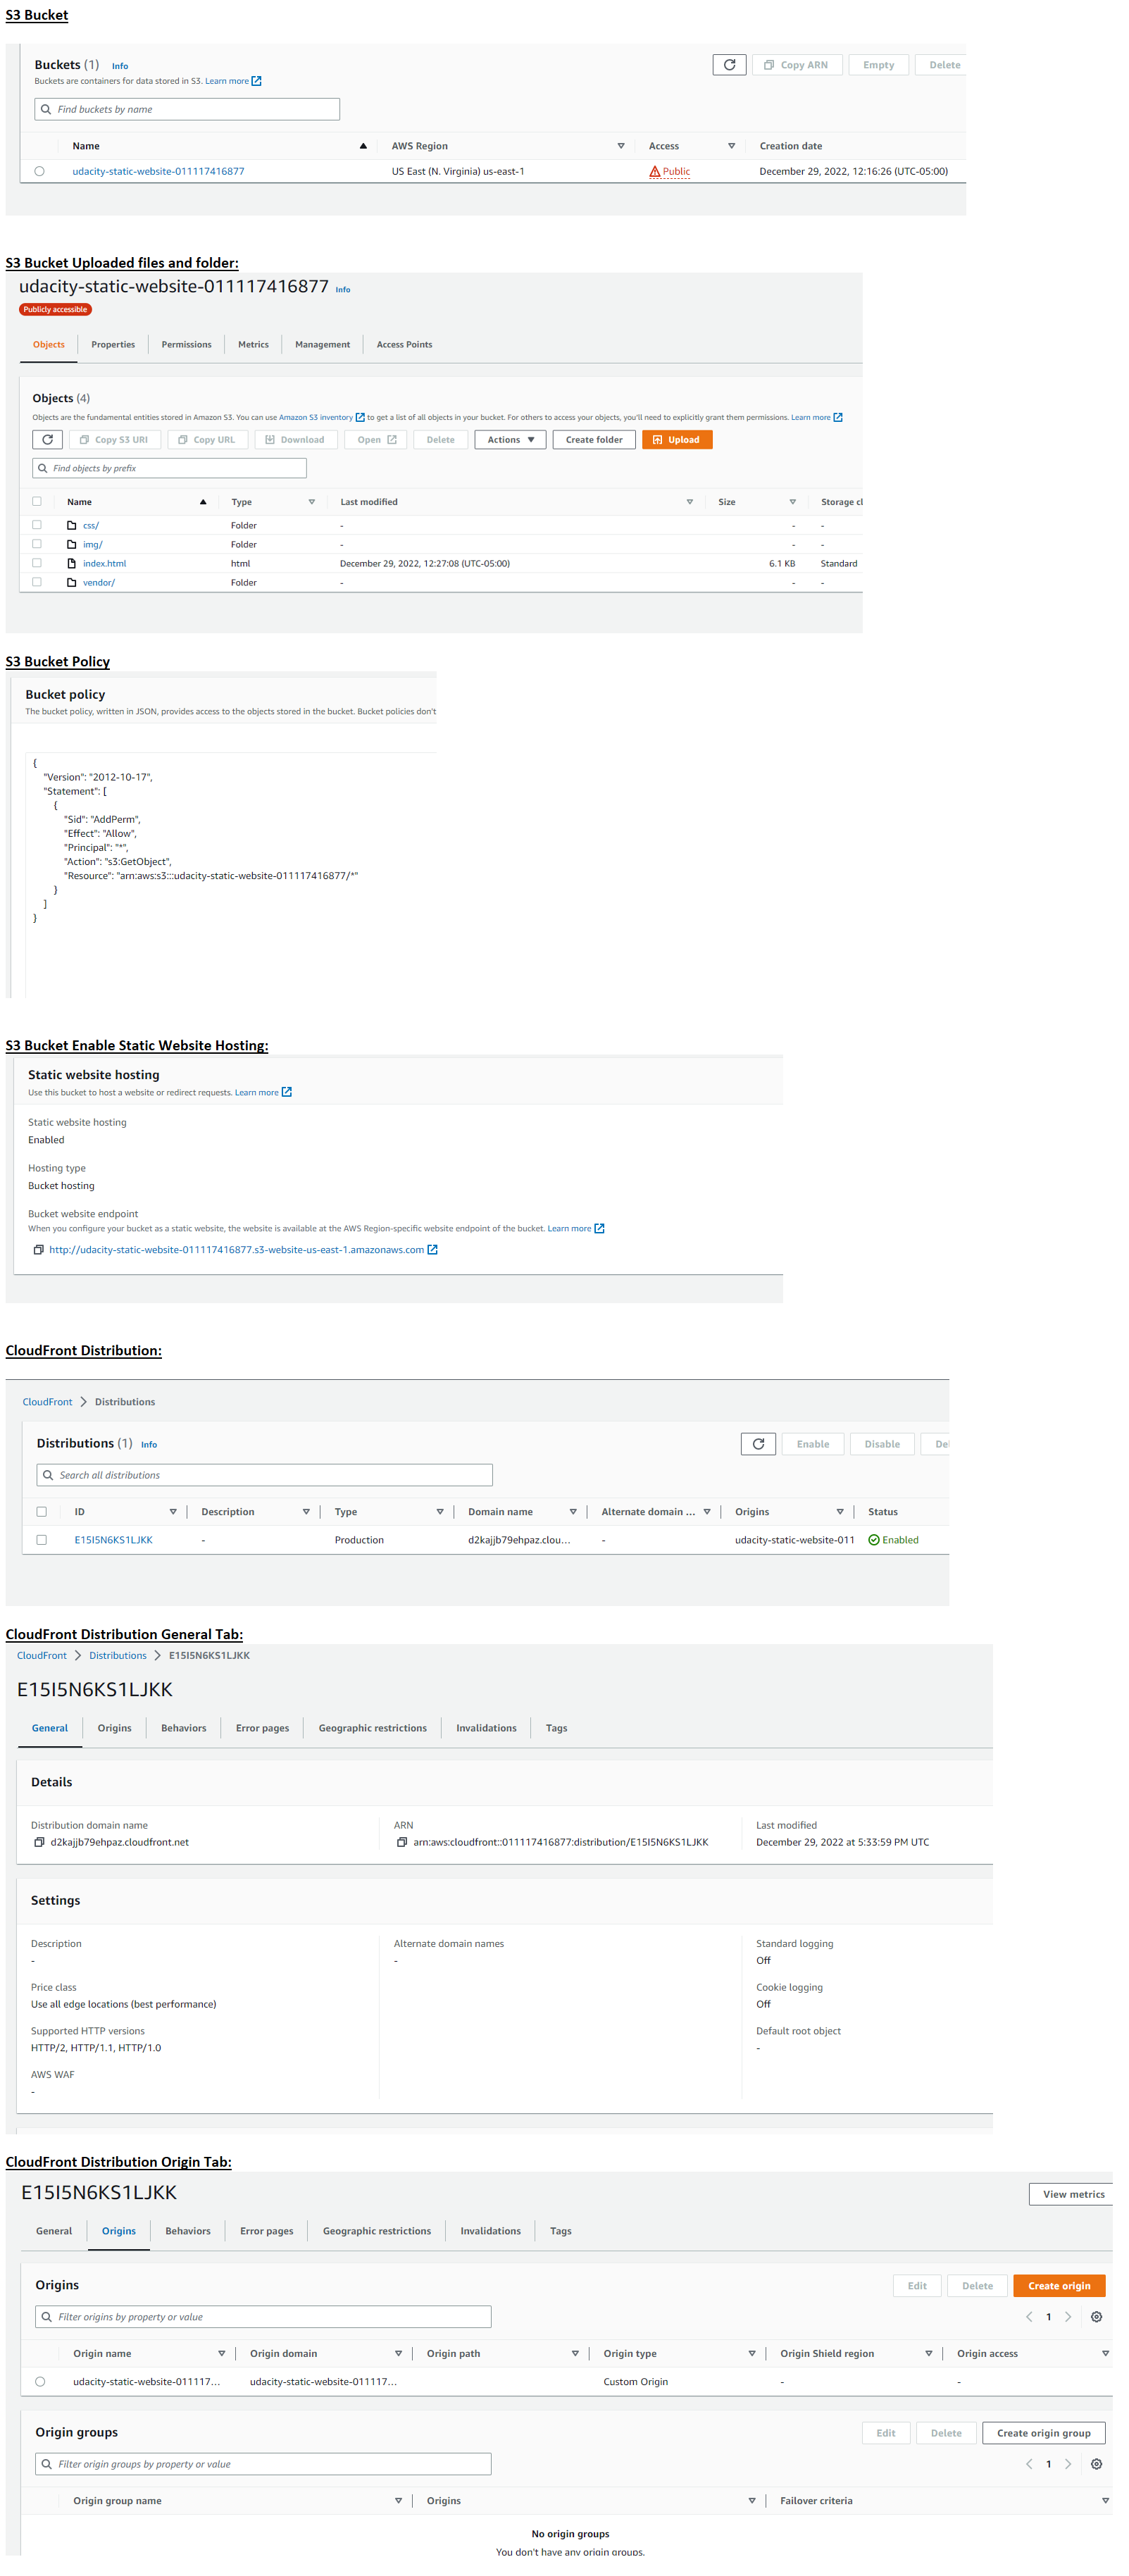 S3 Bucket
Buckets (1) Info
Buckets are containers for data stored in S3. Learn more
Copy ARN Empty Delete
Find buckets by name
Name AWS Region Access Creation date
udacity-static-website-011117416877 US East (N. Virginia) us-east-1 Public December 29, 2022, 12:16:26 (UTC-05:00)
S3 Bucket Uploaded files and folder:
udacity-static-website-011117416877 Info
Publicly accessible
Objects Properties Permissions Metrics Management Access Points
Objects (4)
Objects are the fundamental entities stored in Amazon S3. You can use Amazon S3 inventory to get a list of all objects in your bucket. For others to access your objects, you'll need to explicitly grant them permissions. Learn more
Copy S3 URI Copy URL Download Open Delete Actions Create folder Upload
Find objects by prefix
Name Type Last modified Size Storage cl
css/ Folder - - -
img/ Folder - - -
index.html html December 29, 2022, 12:27:08 (UTC-05:00) 6.1 KB Standard
vendor/ Folder - - -
S3 Bucket Policy
Bucket policy
The bucket policy, written in JSON, provides access to the objects stored in the bucket. Bucket policies don't
{
"Version": "2012-10-17",
"Statement": [
{
"Sid": "AddPerm",
"Effect": "Allow",
"Principal": "*",
"Action": "s3:GetObject",
"Resource": "arn:aws:s3:::udacity-static-website-011117416877/*"
}
]
}
S3 Bucket Enable Static Website Hosting:
Static website hosting
Use this bucket to host a website or redirect requests. Learn more
Static website hosting
Enabled
Hosting type
Bucket hosting
Bucket website endpoint
When you configure your bucket as a static website, the website is available at the AWS Region-specific website endpoint of the bucket. Learn more
http://udacity-static-website-011117416877.s3-website-us-east-1.amazonaws.com
CloudFront Distribution:
CloudFront > Distributions
Distributions (1) Info
Enable Disable Del
Search all distributions
ID Description Type Domain name Alternate domain ... Origins Status
E15I5N6KS1LJKK - Production d2kajjb79ehpaz.clou... - udacity-static-website-011 Enabled
CloudFront Distribution General Tab:
CloudFront > Distributions > E15I5N6KS1LJKK
E15I5N6KS1LJKK
General Origins Behaviors Error pages Geographic restrictions Invalidations Tags
Details
Distribution domain name ARN Last modified
d2kajjb79ehpaz.cloudfront.net arn:aws:cloudfront::011117416877:distribution/E15I5N6KS1LJKK December 29, 2022 at 5:33:59 PM UTC
Settings
Description Alternate domain names Standard logging
- - Off
Price class Cookie logging
Use all edge locations (best performance) Off
Supported HTTP versions Default root object
HTTP/2, HTTP/1.1, HTTP/1.0 -
AWS WAF
-
CloudFront Distribution Origin Tab:
E15I5N6KS1LJKK
View metrics
General Origins Behaviors Error pages Geographic restrictions Invalidations Tags
Origins
Edit Delete Create origin
Filter origins by property or value
1
Origin name Origin domain Origin path Origin type Origin Shield region Origin access
udacity-static-website-011117... udacity-static-website-011117... Custom Origin - -
Origin groups
Edit Delete Create origin group
Filter origin groups by property or value
1
Origin group name Origins Failover criteria
No origin groups
You don't have any origin groups.